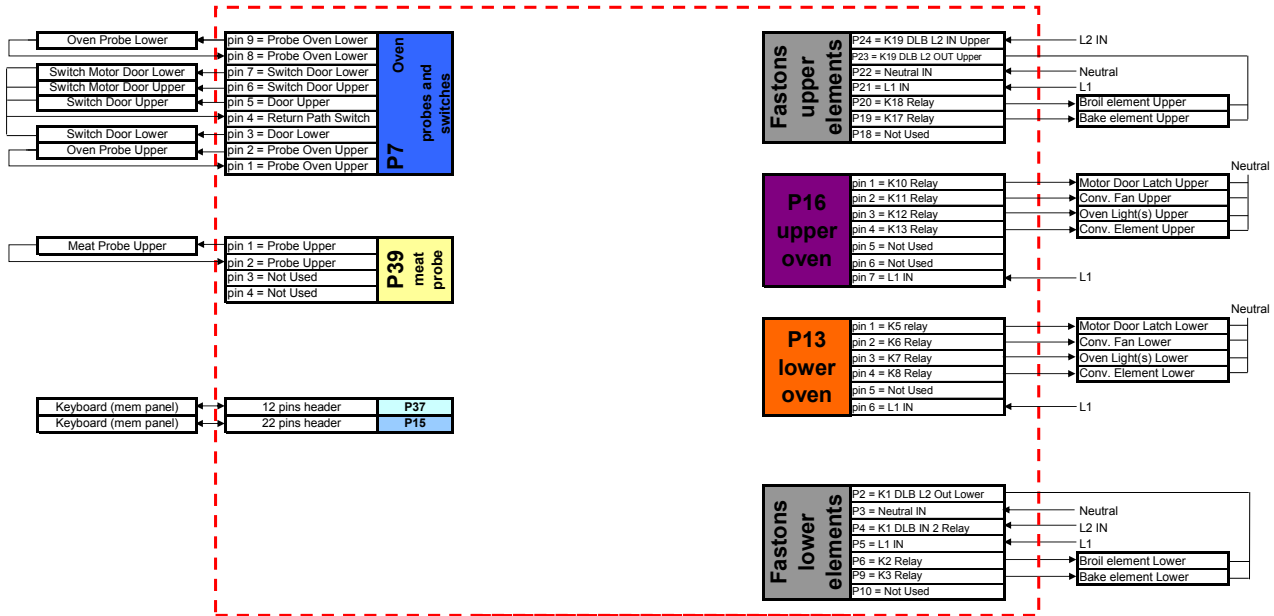 Oven Probe Lower
Switch Motor Door Lower
Switch Motor Door Upper
Switch Door Upper
Switch Door Lower
Oven Probe Upper
pin 9 = Probe Oven Lower
pin 8 = Probe Oven Lower
pin 7 = Switch Door Lower
pin 6 = Switch Door Upper
pin 5 = Door Upper
pin 4 = Return Path Switch
pin 3 = Door Lower
pin 2 = Probe Oven Upper
pin 1 = Probe Oven Upper
P7 Oven
probes and
switches
Meat Probe Upper
pin 1 = Probe Upper
pin 2 = Probe Upper
pin 3 = Not Used
pin 4 = Not Used
P39
meat
probe
Keyboard (mem panel)
12 pins header
P37
Keyboard (mem panel)
22 pins header
P15
Fastons
upper
elements
P24 = K19 DLB L2 IN Upper
P23 = K19 DLB L2 OUT Upper
P22 = Neutral IN
P21 = L1 IN
P20 = K18 Relay
P19 = K17 Relay
P18 = Not Used
L2 IN
Neutral
L1
Broil element Upper
Bake element Upper
P16
upper
oven
pin 1 = K10 Relay
pin 2 = K11 Relay
pin 3 = K12 Relay
pin 4 = K13 Relay
pin 5 = Not Used
pin 6 = Not Used
pin 7 = L1 IN
Neutral
Motor Door Latch Upper
Conv. Fan Upper
Oven Light(s) Upper
Conv. Element Upper
L1
P13
lower
oven
pin 1 = K5 relay
pin 2 = K6 Relay
pin 3 = K7 Relay
pin 4 = K8 Relay
pin 5 = Not Used
pin 6 = L1 IN
Neutral
Motor Door Latch Lower
Conv. Fan Lower
Oven Light(s) Lower
Conv. Element Lower
L1
Fastons
lower
elements
P2 = K1 DLB L2 Out Lower
P3 = Neutral IN
P4 = K1 DLB IN 2 Relay
P5 = L1 IN
P6 = K2 Relay
P9 = K3 Relay
P10 = Not Used
Neutral
L2 IN
L1
Broil element Lower
Bake element Lower